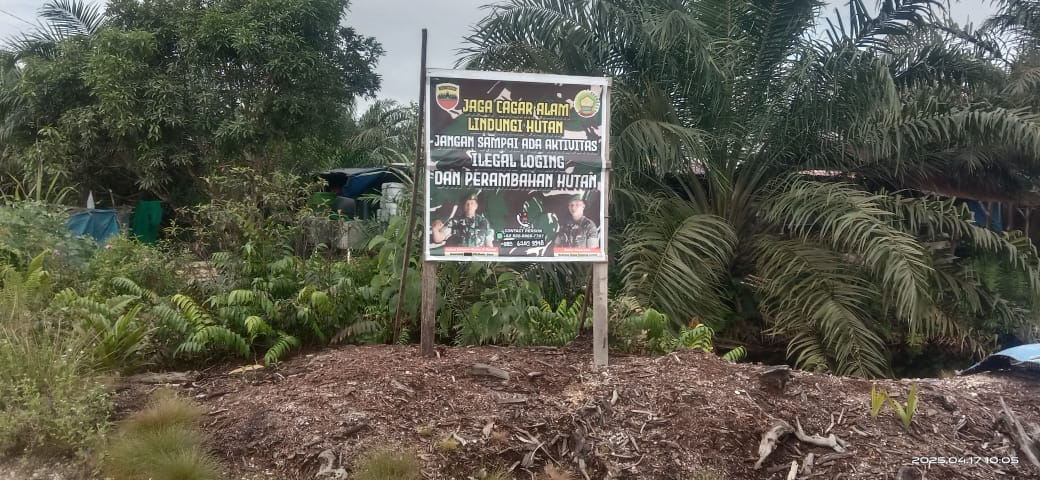 JAGA CAGAR ALAM
LINDUNGI HUTAN
JANGAN SAMPAI ADA AKTIVITAS
ILEGAL LOGING
DAN PERAMBAHAN HUTAN
CONTACT PERSON
2025.04.17 10:05